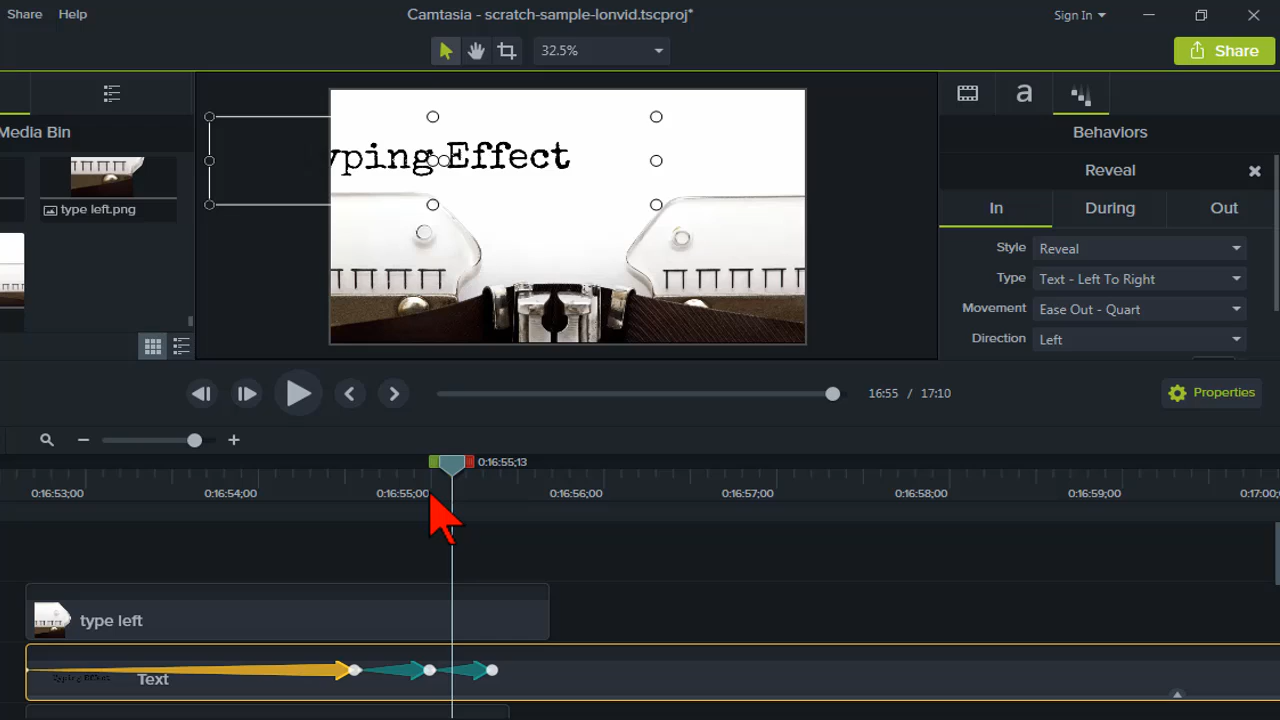 Share Help Camtasia - scratch-sample-lonvid.tscproj* Sign In
32.5% Share
Media Bin
type left.png
yping Effect
a
Behaviors
Reveal
In During Out
Style Reveal
Type Text - Left To Right
Movement Ease Out - Quart
Direction Left
16:55 / 17:10
Properties
0:16:55;13
0:16:53;00 0:16:54;00 0:16:55;00 0:16:56;00 0:16:57;00 0:16:58;00 0:16:59;00 0:17:00;
type left
Typing Effect Text